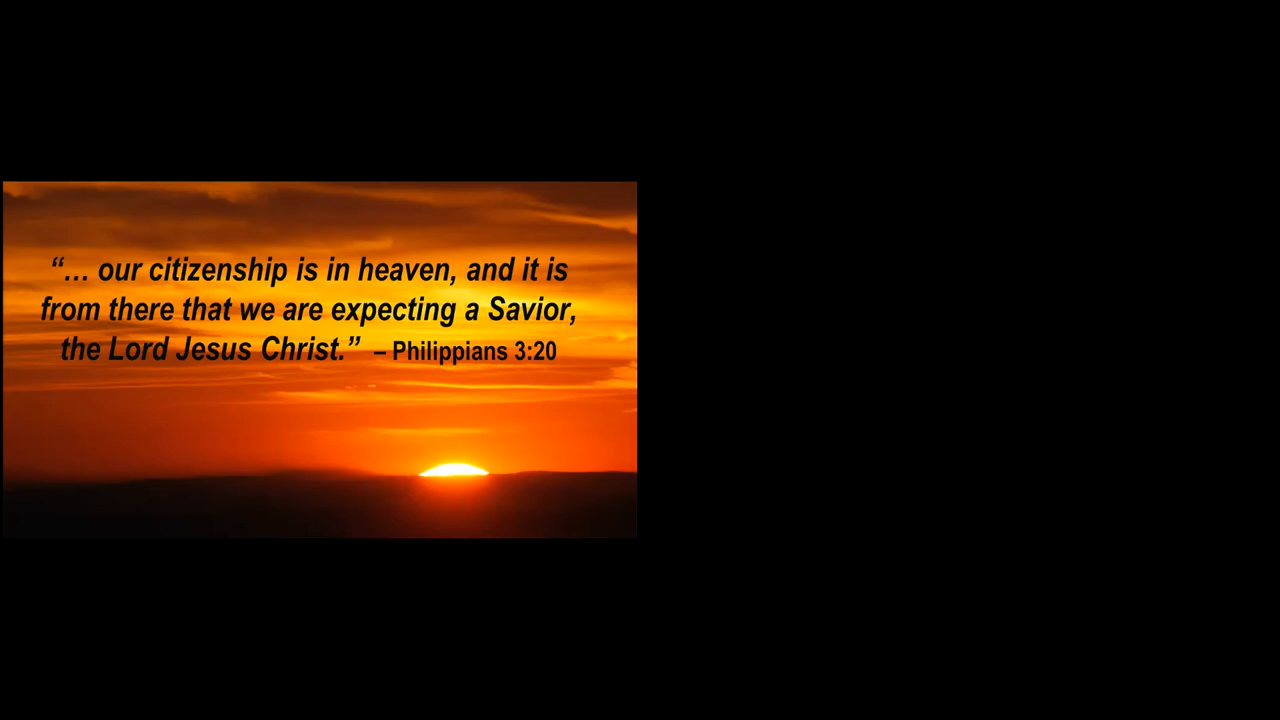 “… our citizenship is in heaven, and it is
from there that we are expecting a Savior,
the Lord Jesus Christ.” – Philippians 3:20